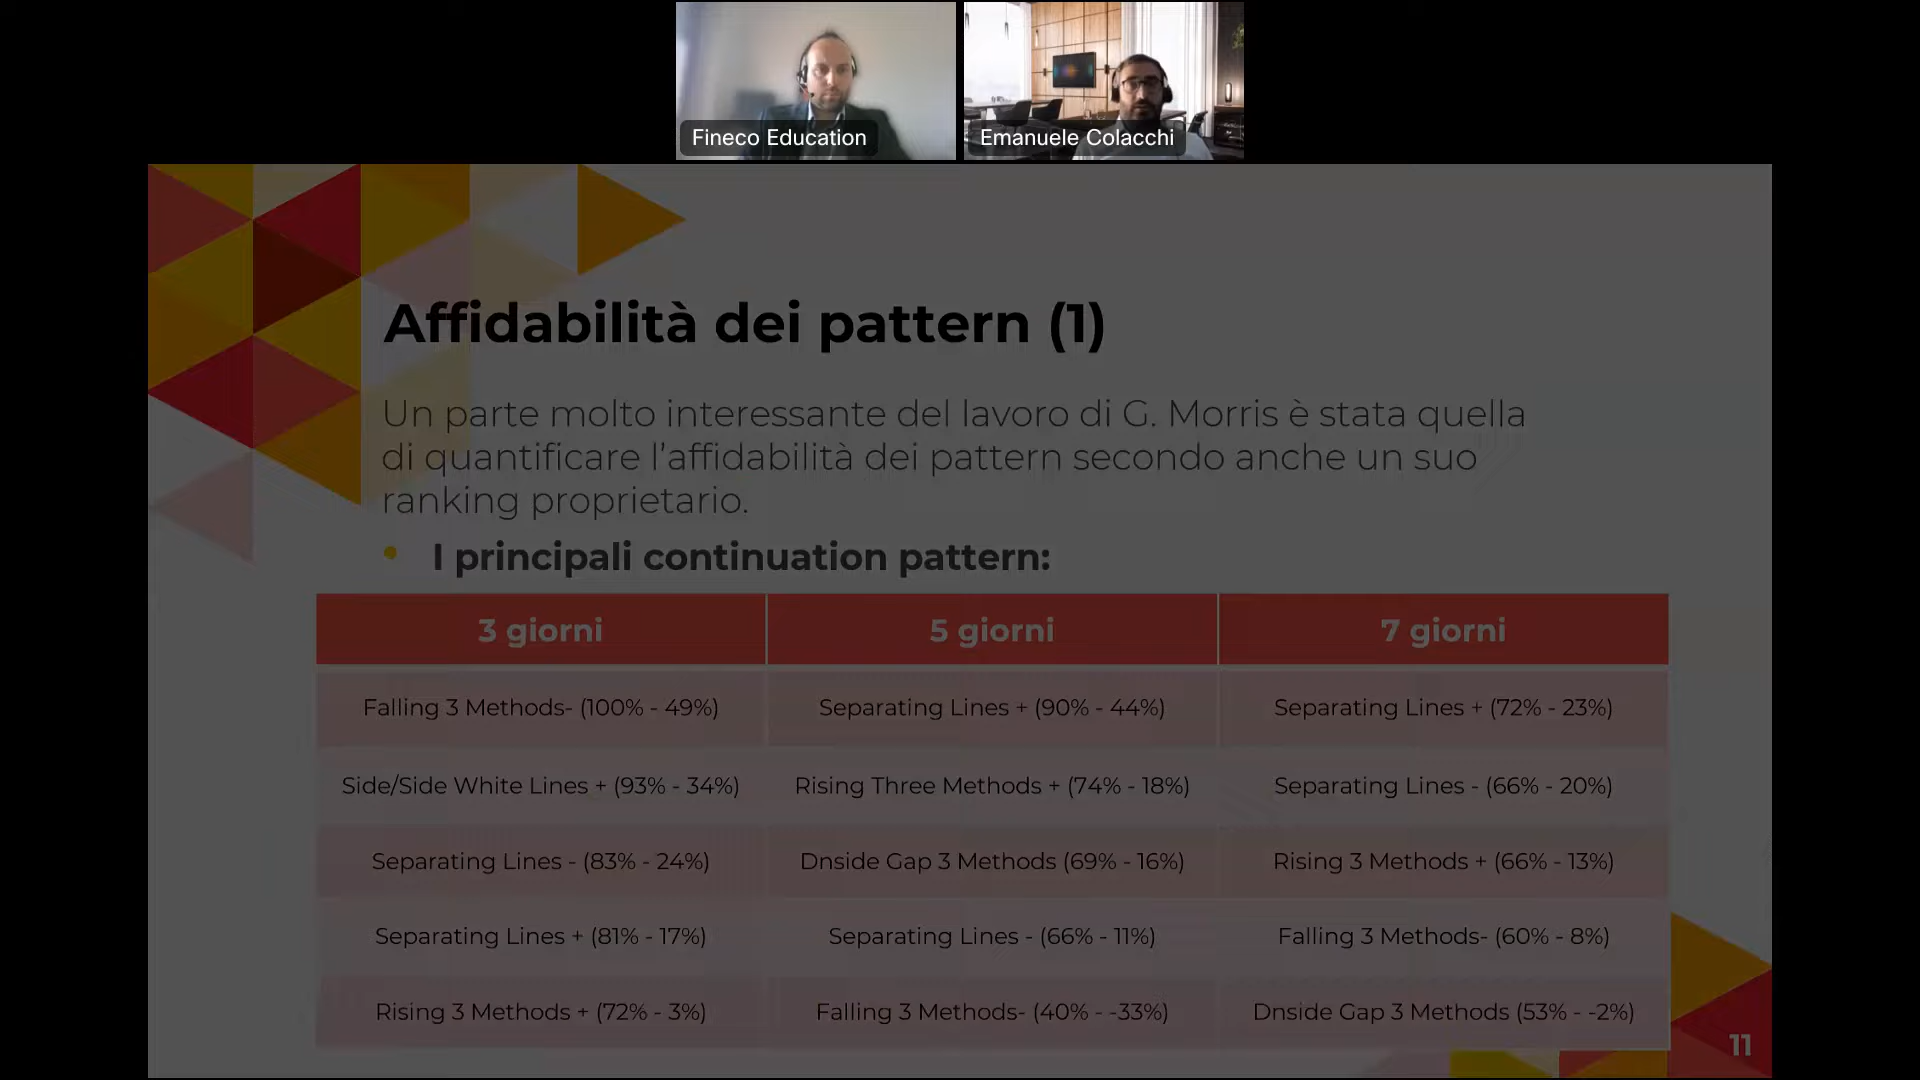 Fineco Education
Emanuele Colacchi
Affidabilità dei pattern (1)
Un parte molto interessante del lavoro di G. Morris è stata quella
di quantificare l'affidabilità dei pattern secondo anche un suo
ranking proprietario.
• I principali continuation pattern:
3 giorni 5 giorni 7 giorni
Falling 3 Methods- (100% - 49%) Separating Lines + (90% - 44%) Separating Lines + (72% - 23%)
Side/Side White Lines + (93% - 34%) Rising Three Methods + (74% - 18%) Separating Lines - (66% - 20%)
Separating Lines - (83% - 24%) Dnside Gap 3 Methods (69% - 16%) Rising 3 Methods + (66% - 13%)
Separating Lines + (81% - 17%) Separating Lines - (66% - 11%) Falling 3 Methods- (60% - 8%)
Rising 3 Methods + (72% - 3%) Falling 3 Methods- (40% - -33%) Dnside Gap 3 Methods (53% - -2%)
11